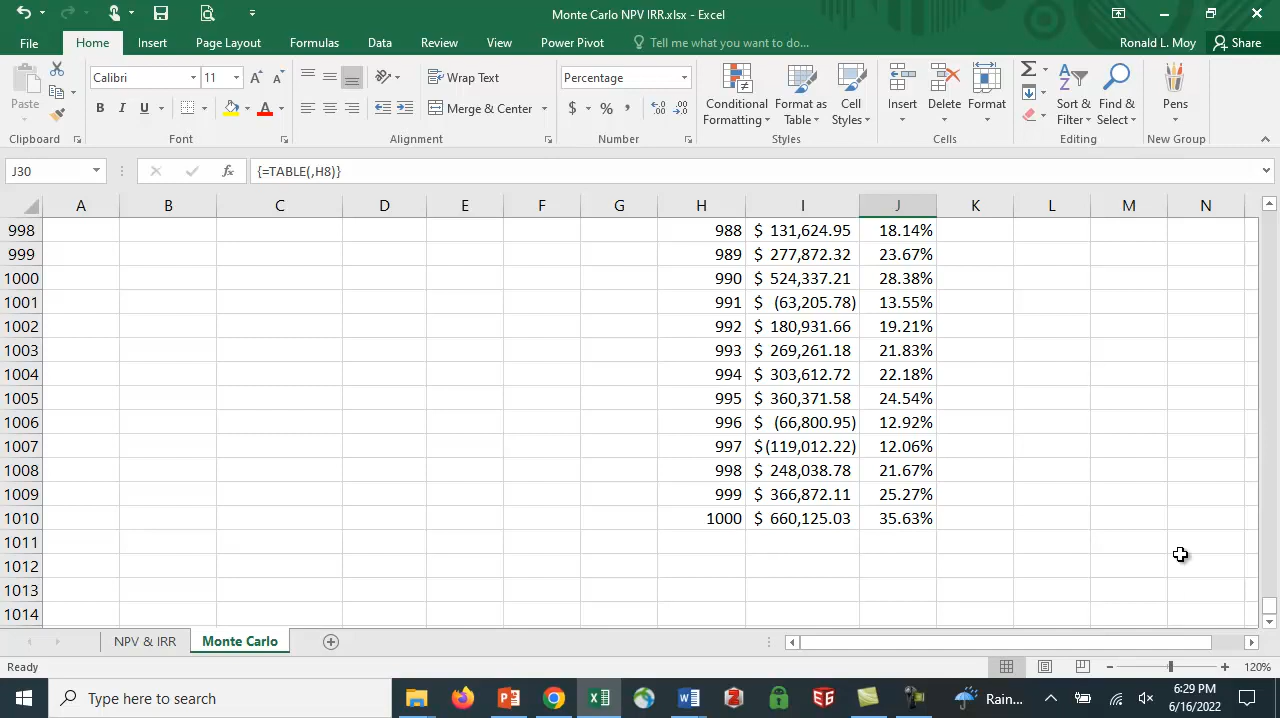 Monte Carlo NPV IRR.xlsx - Excel
File Home Insert Page Layout Formulas Data Review View Power Pivot Tell me what you want to do... Ronald L. Moy Share
Paste Calibri 11 Wrap Text Merge & Center Percentage Conditional Formatting Format as Table Cell Styles Insert Delete Format Sort & Filter Find & Select Pens
Clipboard Font Alignment Number Styles Cells Editing New Group
J30 fx {=TABLE(,H8)}
A B C D E F G H I J K L M N
998 988 $ 131,624.95 18.14%
999 989 $ 277,872.32 23.67%
1000 990 $ 524,337.21 28.38%
1001 991 $ (63,205.78) 13.55%
1002 992 $ 180,931.66 19.21%
1003 993 $ 269,261.18 21.83%
1004 994 $ 303,612.72 22.18%
1005 995 $ 360,371.58 24.54%
1006 996 $ (66,800.95) 12.92%
1007 997 $(119,012.22) 12.06%
1008 998 $ 248,038.78 21.67%
1009 999 $ 366,872.11 25.27%
1010 1000 $ 660,125.03 35.63%
1011
1012
1013
1014
NPV & IRR Monte Carlo
Ready 120%
Type here to search Rain... 6:29 PM
6/16/2022